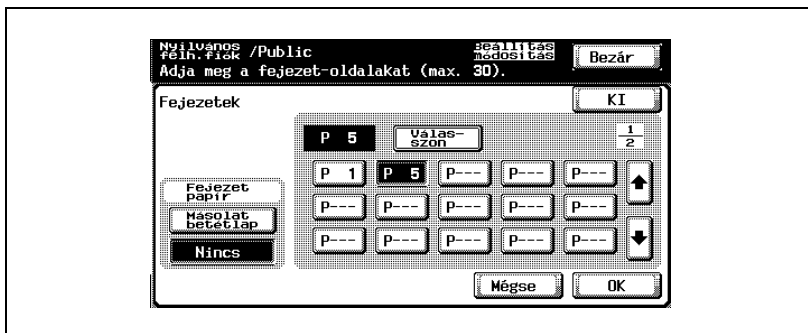 Nyilvános félh.fiók /Public Beállítás módosítás Bezár
Adja meg a fejezet-oldalakat (max. 30).
Fejezetek KI
P 5 Válas-szon 1/2
P 1 P 5 P--- P--- P---
Fejezet papír
P--- P--- P--- P--- P---
Másolat betétlap
P--- P--- P--- P--- P---
Nincs
Mégse OK